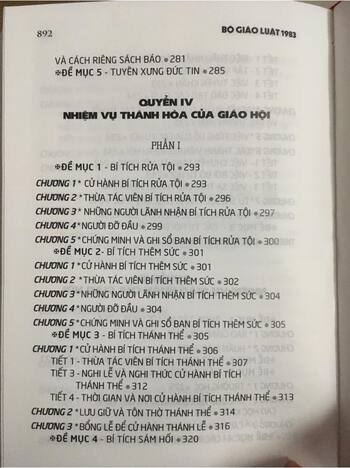 892
BỘ GIÁO LUẬT 1983
VÀ CÁCH RIÊNG SÁCH BÁO • 281
❉ĐỀ MỤC 5 - TUYÊN XƯNG ĐỨC TIN • 285
QUYỂN IV
NHIỆM VỤ THÁNH HÓA CỦA GIÁO HỘI
PHẦN I
❉ĐỀ MỤC 1 - BÍ TÍCH RỬA TỘI • 293
CHƯƠNG 1 * CỬ HÀNH BÍ TÍCH RỬA TỘI • 293
CHƯƠNG 2 * THỪA TÁC VIÊN BÍ TÍCH RỬA TỘI • 296
CHƯƠNG 3 * NHỮNG NGƯỜI LÃNH NHẬN BÍ TÍCH RỬA TỘI • 297
CHƯƠNG 4 * NGƯỜI ĐỠ ĐẦU • 299
CHƯƠNG 5 * CHỨNG MINH VÀ GHI SỔ BAN BÍ TÍCH RỬA TỘI • 300
❉ĐỀ MỤC 2- BÍ TÍCH THÊM SỨC • 301
CHƯƠNG 1 * CỬ HÀNH BÍ TÍCH THÊM SỨC • 301
CHƯƠNG 2 * THỪA TÁC VIÊN BÍ TÍCH THÊM SỨC • 302
CHƯƠNG 3 *NHỮNG NGƯỜI LÃNH NHẬN BÍ TÍCH THÊM SỨC • 304
CHƯƠNG 4 * NGƯỜI ĐỠ ĐẦU • 304
CHƯƠNG 5 * CHỨNG MINH VÀ GHI SỔ BAN BÍ TÍCH THÊM SỨC • 305
❉ĐỀ MỤC 3 - BÍ TÍCH THÁNH THỂ • 305
CHƯƠNG 1 * CỬ HÀNH BÍ TÍCH THÁNH THỂ • 306
TIẾT 1 - THỪA TÁC VIÊN BÍ TÍCH THÁNH THỂ • 307
TIẾT 3 - NGHI LỄ VÀ NGHI THỨC CỬ HÀNH BÍ TÍCH
THÁNH THỂ • 312
TIẾT 4 - THỜI GIAN VÀ NƠI CỬ HÀNH BÍ TÍCH THÁNH THỂ • 313
CHƯƠNG 2 * LƯU GIỮ VÀ TÔN THỜ THÁNH THỂ • 314
CHƯƠNG 3 * BỔNG LỄ ĐỂ CỬ HÀNH THÁNH LỄ • 316
❉ĐỀ MỤC 4 - BÍ TÍCH SÁM HỐI • 320